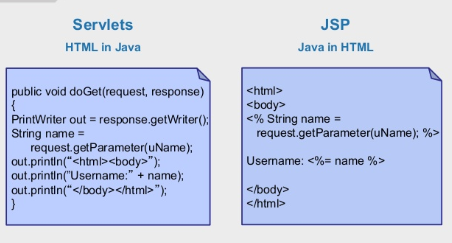 Servlets
HTML in Java
public void doGet(request, response)
{
PrintWriter out = response.getWriter();
String name =
request.getParameter(uName);
out.println(“<html><body>”);
out.println("Username:” + name);
out.println(“</body></html>”);
}
JSP
Java in HTML
<html>
<body>
<% String name =
request.getParameter(uName); %>
Username: <%= name %>
</body>
</html>